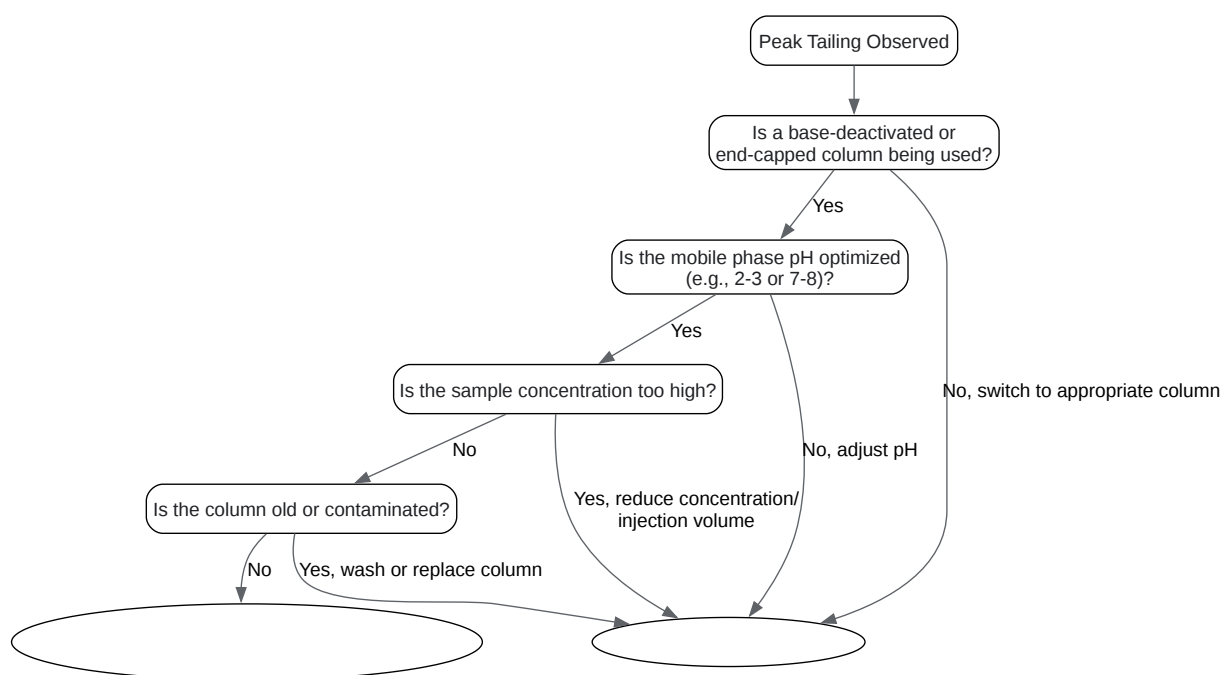 Peak Tailing Observed
Is a base-deactivated or
end-capped column being used?
Yes
Is the mobile phase pH optimized
(e.g., 2-3 or 7-8)?
Yes
Is the sample concentration too high?
No, switch to appropriate column
No
No, adjust pH
Yes, reduce concentration/
injection volume
Is the column old or contaminated?
No
Yes, wash or replace column